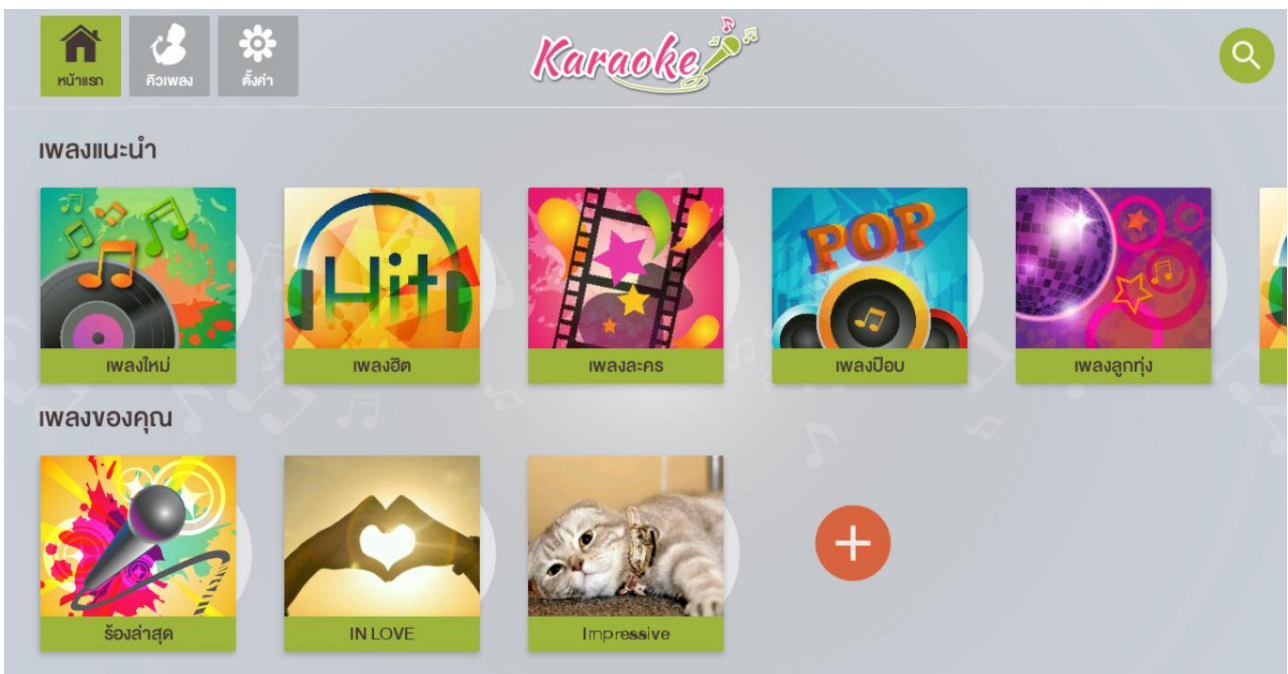 หน้าแรก
คิวเพลง
ตั้งค่า
Karaoke
เพลงแนะนำ
Hit
POP
เพลงใหม่
เพลงฮิต
เพลงละคร
เพลงป๊อบ
เพลงลูกทุ่ง
เพลงของคุณ
ร้องล่าสุด
IN LOVE
Impressive